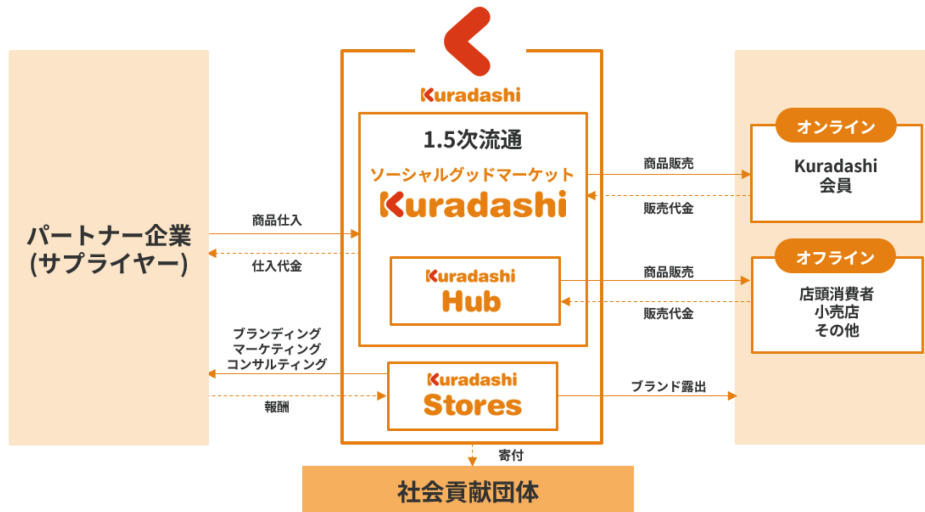 Kuradashi
1.5次流通
ソーシャルグッドマーケット
Kuradashi
パートナー企業
(サプライヤー)
商品仕入
仕入代金
商品販売
販売代金
オンライン
Kuradashi
会員
Kuradashi
Hub
商品販売
販売代金
オフライン
店頭消費者
小売店
その他
ブランディング
マーケティング
コンサルティング
報酬
Kuradashi
Stores
ブランド露出
寄付
社会貢献団体